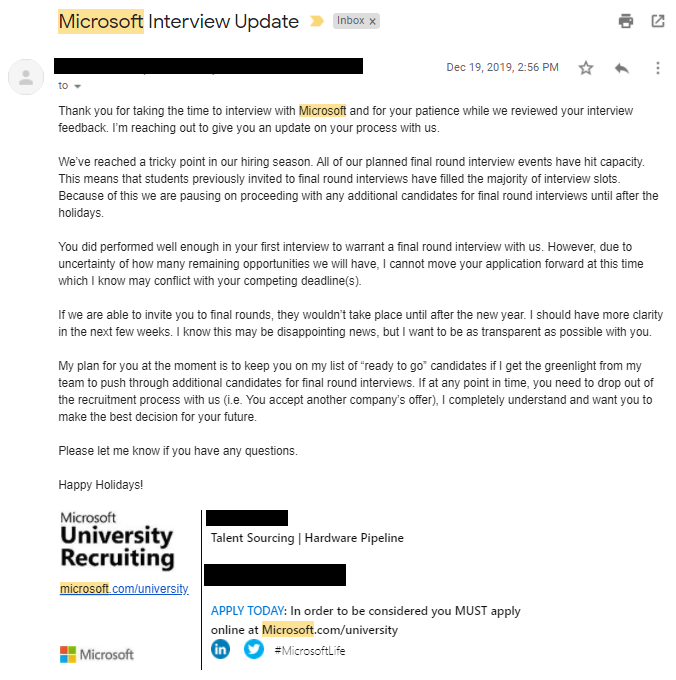 Microsoft Interview Update Inbox x
Dec 19, 2019, 2:56 PM
to
Thank you for taking the time to interview with Microsoft and for your patience while we reviewed your interview
feedback. I'm reaching out to give you an update on your process with us.
We've reached a tricky point in our hiring season. All of our planned final round interview events have hit capacity.
This means that students previously invited to final round interviews have filled the majority of interview slots.
Because of this we are pausing on proceeding with any additional candidates for final round interviews until after the
holidays.
You did performed well enough in your first interview to warrant a final round interview with us. However, due to
uncertainty of how many remaining opportunities we will have, I cannot move your application forward at this time
which I know may conflict with your competing deadline(s).
If we are able to invite you to final rounds, they wouldn't take place until after the new year. I should have more clarity
in the next few weeks. I know this may be disappointing news, but I want to be as transparent as possible with you.
My plan for you at the moment is to keep you on my list of “ready to go” candidates if I get the greenlight from my
team to push through additional candidates for final round interviews. If at any point in time, you need to drop out of
the recruitment process with us (i.e. You accept another company's offer), I completely understand and want you to
make the best decision for your future.
Please let me know if you have any questions.
Happy Holidays!
Microsoft
University
Recruiting
microsoft.com/university
Microsoft
Talent Sourcing | Hardware Pipeline
APPLY TODAY: In order to be considered you MUST apply
online at Microsoft.com/university
in #MicrosoftLife